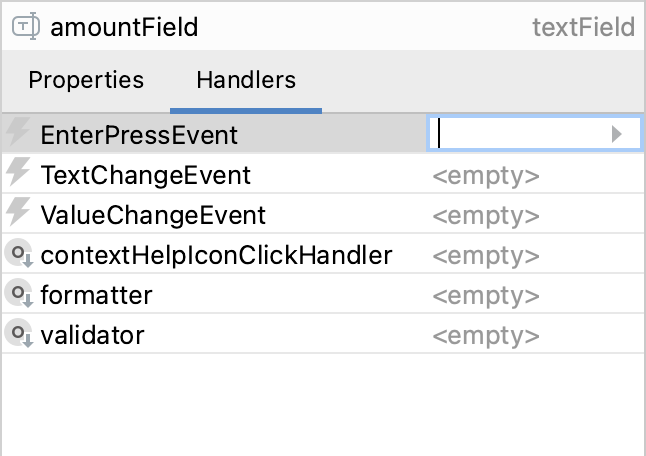 amountField textField
Properties Handlers
EnterPressEvent
TextChangeEvent <empty>
ValueChangeEvent <empty>
contextHelpIconClickHandler <empty>
formatter <empty>
validator <empty>